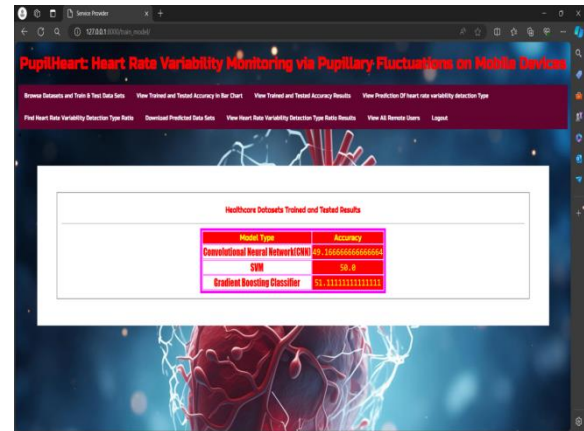 Service Provider
127.0.0.1:8000/train_model/
PupilHeart: Heart Rate Variability Monitoring via Pupillary Fluctuations on Mobile Devices
Browse Datasets and Train & Test Data Sets View Trained and Tested Accuracy in Bar Chart View Trained and Tested Accuracy Results View Prediction Of heart rate variability detection Type
Find Heart Rate Variability Detection Type Ratio Download Predicted Data Sets View Heart Rate Variability Detection Type Ratio Results View All Remote Users Logout
Healthcare Datasets Trained and Tested Results
Model Type Accuracy
Convolutional Neural Network(CNN) 49.166666666666664
SVM 50.0
Gradient Boosting Classifier 51.11111111111111